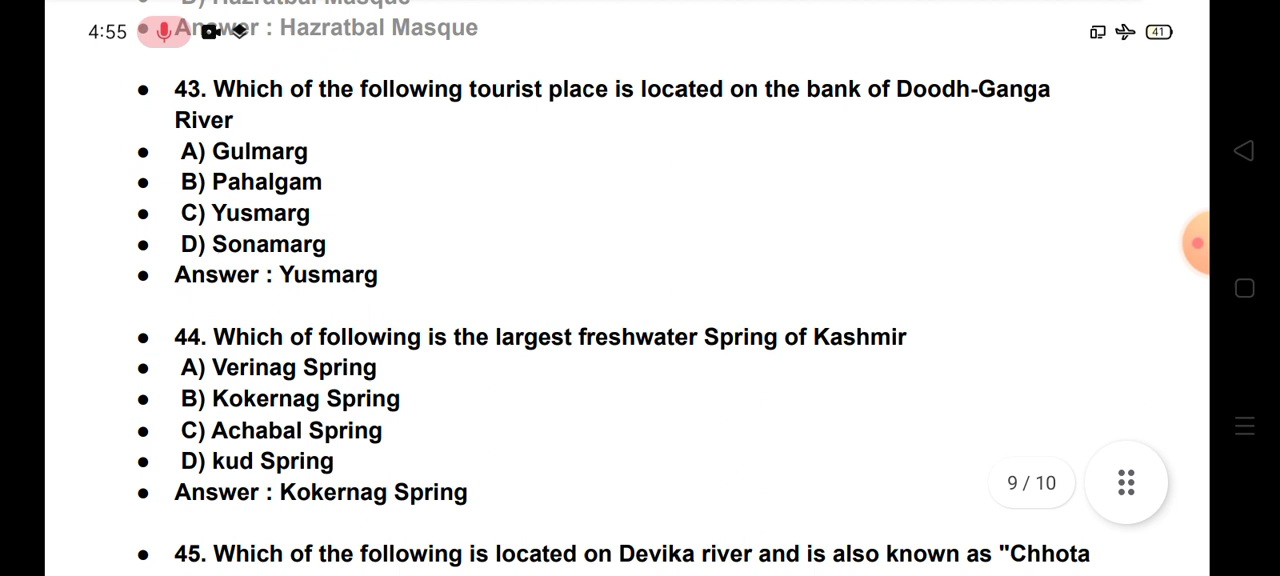 D) Hazratbal Masque
4:55
Answer : Hazratbal Masque
41
43. Which of the following tourist place is located on the bank of Doodh-Ganga
River
A) Gulmarg
B) Pahalgam
C) Yusmarg
D) Sonamarg
Answer : Yusmarg
44. Which of following is the largest freshwater Spring of Kashmir
A) Verinag Spring
B) Kokernag Spring
C) Achabal Spring
D) kud Spring
Answer : Kokernag Spring
9 / 10
45. Which of the following is located on Devika river and is also known as "Chhota